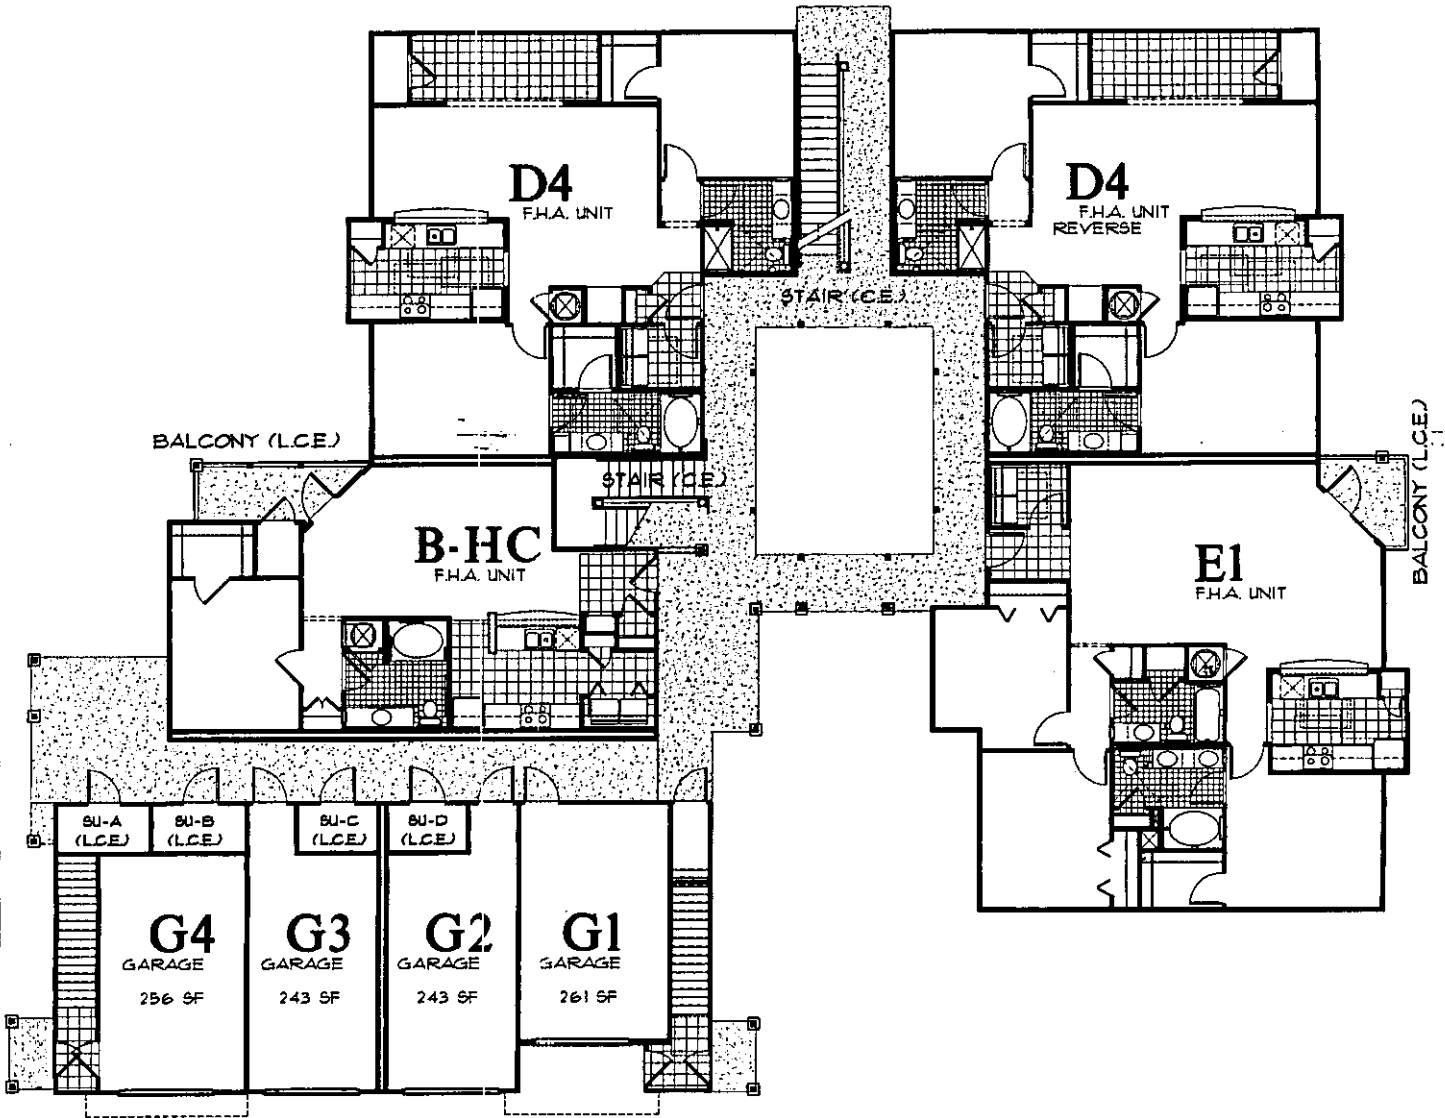 D4
F.H.A. UNIT
D4
F.H.A. UNIT
REVERSE
STAIR (C.E.)
BALCONY (L.C.E.)
STAIR (C.E.)
BALCONY (L.C.E.)
B-HC
F.H.A. UNIT
E1
F.H.A. UNIT
SU-A
(L.C.E.)
SU-B
(L.C.E.)
SU-C
(L.C.E.)
SU-D
(L.C.E.)
G4
GARAGE
256 SF
G3
GARAGE
243 SF
G2
GARAGE
243 SF
G1
GARAGE
261 SF